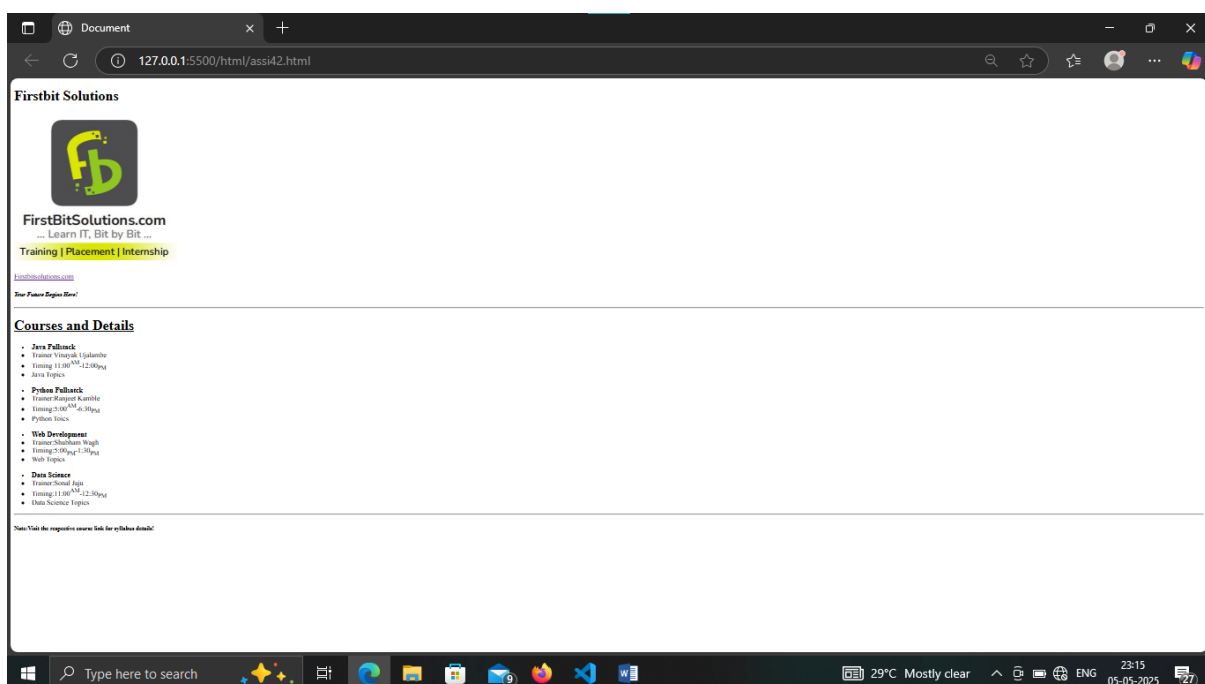 Document
127.0.0.1:5500/html/assi42.html
Firstbit Solutions
Fb
FirstBitSolutions.com
... Learn IT, Bit by Bit ...
Training | Placement | Internship
Firstbitsolutions.com
Your Future Begins Here!
Courses and Details
Java Fullstack
Trainer Vinayak Ujalambe
Timing 11:00AM-12:00PM
Java Topics
Python Fullsatck
Trainer:Ranjeet Kamble
Timing:5:00AM-6:30PM
Python Toics
Web Development
Trainer:Shubham Wagh
Timing:5;00PM-1:30PM
Web Topics
Data Science
Trainer:Sonal Jaju
Timing:11:00AM-12:30PM
Data Science Topics
Note:Visit the respective course link for syllabus details!
Type here to search
9
W
29°C Mostly clear
ENG
23:15
05-05-2025
27